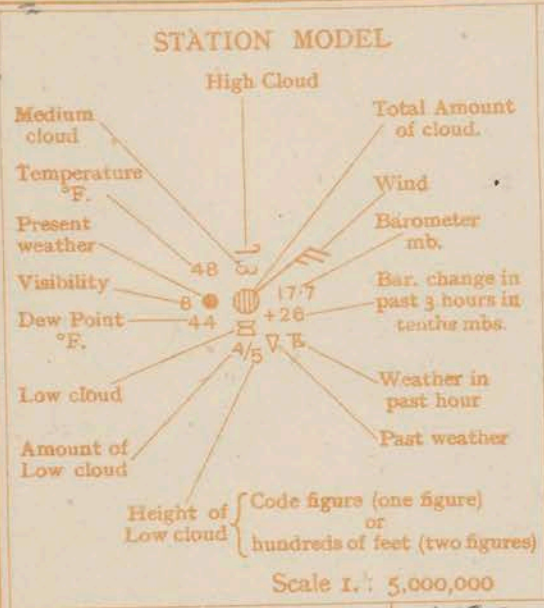 STATION MODEL
High Cloud
Medium
cloud
Total Amount
of cloud.
Temperature
°F.
Wind
Present
weather
Barometer
mb.
48
Visibility
8
17.7
Bar. change in
past 3 hours in
tenths mbs.
+28
Dew Point
°F.
44
4/5
Low cloud
Weather in
past hour
Amount of
Low cloud
Past weather
Height of
Low cloud
Code figure (one figure)
or
hundreds of feet (two figures)
Scale 1 : 5,000,000